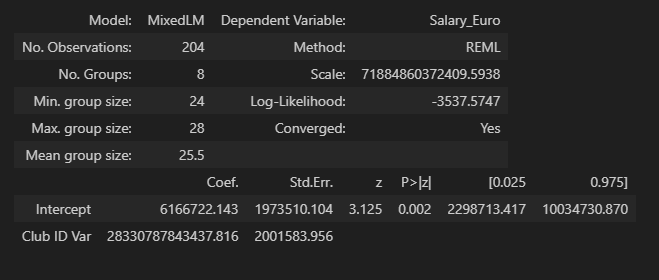 Model: MixedLM Dependent Variable: Salary_Euro
No. Observations: 204 Method: REML
No. Groups: 8 Scale: 71884860372409.5938
Min. group size: 24 Log-Likelihood: -3537.5747
Max. group size: 28 Converged: Yes
Mean group size: 25.5
Coef. Std.Err. z P>|z| [0.025 0.975]
Intercept 6166722.143 1973510.104 3.125 0.002 2298713.417 10034730.870
Club ID Var 28330787843437.816 2001583.956